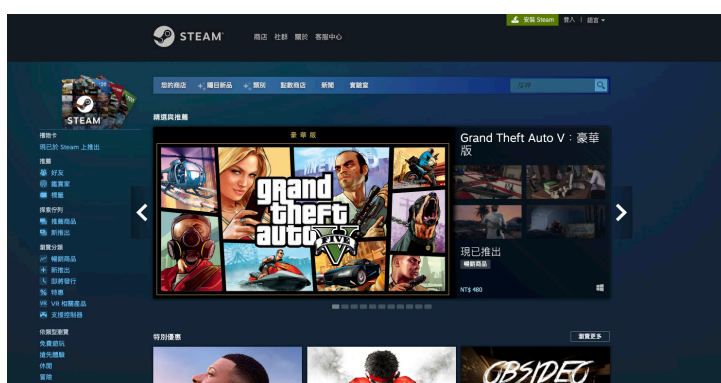 安裝 Steam
登入 | 語言
STEAM
商店 社群 關於 客服中心
您的商店 矚目新品 類別 點數商店 新聞 實驗室
搜尋
STEAM
精選與推薦
豪華版
grand
theft
auto
FIVE
Grand Theft Auto V：豪華
版
現已推出
暢銷商品
NT$ 480
禮物卡
現已於 Steam 上推出
推薦
好友
鑑賞家
標籤
探索佇列
推薦商品
新推出
瀏覽分類
暢銷商品
新推出
即將發行
特惠
VR 相關產品
支援控制器
依類型瀏覽
免費遊玩
搶先體驗
休閒
冒險
特別優惠
瀏覽更多